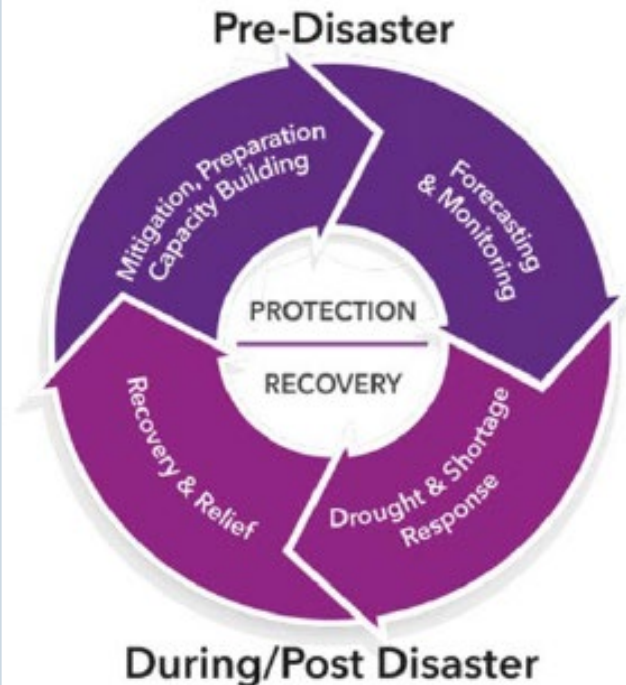 Pre-Disaster
Mitigation, Preparation
Capacity Building
Forecasting
& Monitoring
PROTECTION
RECOVERY
Recovery & Relief
Drought & Shortage
Response
During/Post Disaster